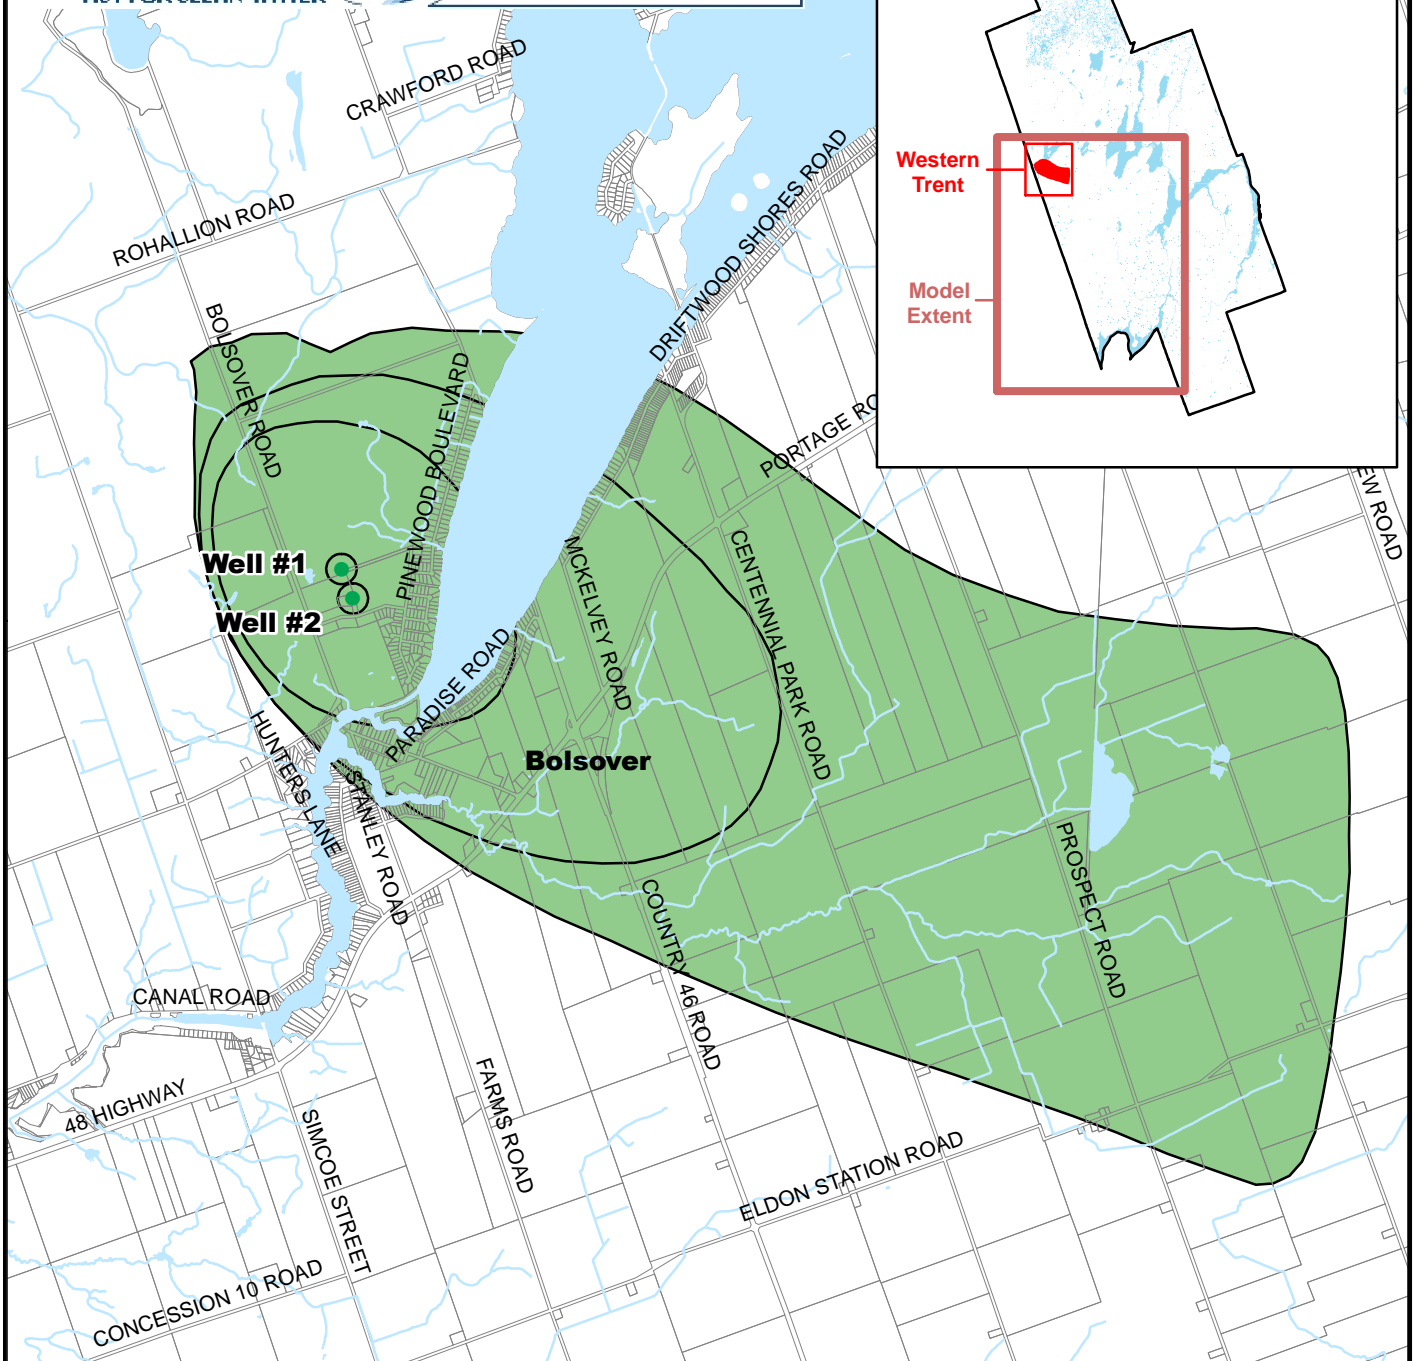 CRAWFORD ROAD
ROHALLION ROAD
DRIFTWOOD SHORES ROAD
Western
Trent
Model
Extent
BOLSOVER ROAD
PINEWOOD BOULEVARD
PORTAGE RO
EW ROAD
Well #1
Well #2
MCKELVEY ROAD
CENTENNIAL PARK ROAD
PARADISE ROAD
HUNTERS LANE
STANLEY ROAD
Bolsover
PROSPECT ROAD
COUNTRY 46 ROAD
CANAL ROAD
48 HIGHWAY
FARMS ROAD
SIMCOE STREET
ELDON STATION ROAD
CONCESSION 10 ROAD